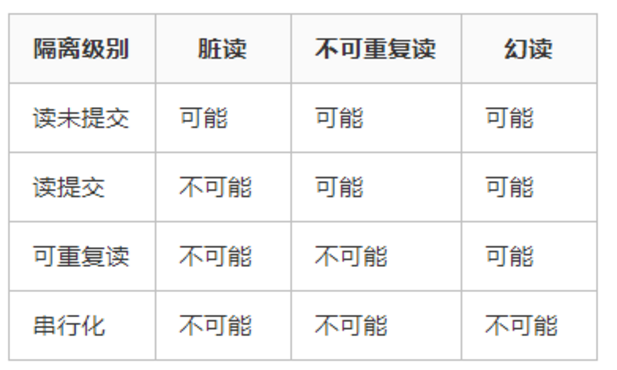 隔离级别 脏读 不可重复读 幻读
读未提交 可能 可能 可能
读提交 不可能 可能 可能
可重复读 不可能 不可能 可能
串行化 不可能 不可能 不可能